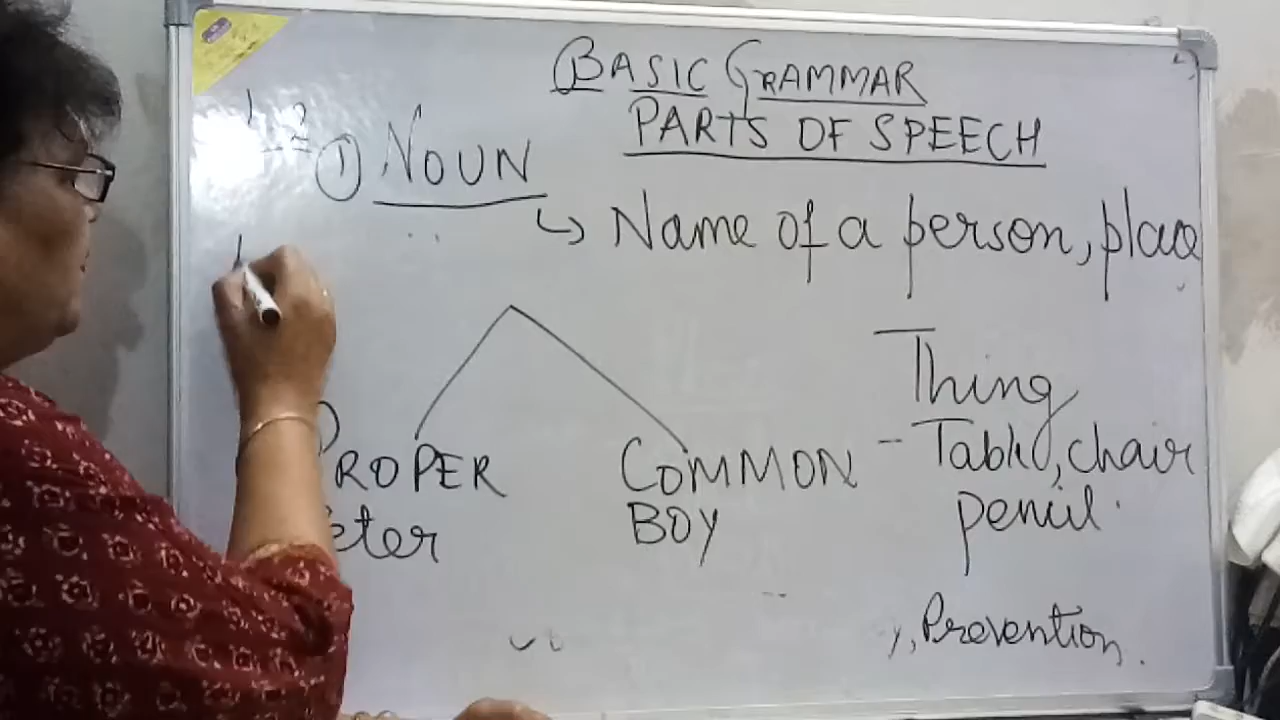 BASIC GRAMMAR
PARTS OF SPEECH
① NOUN
↳ Name of a person, place
Thing
PROPER COMMON - Table, chair
eter BOY pencil.
, Prevention.